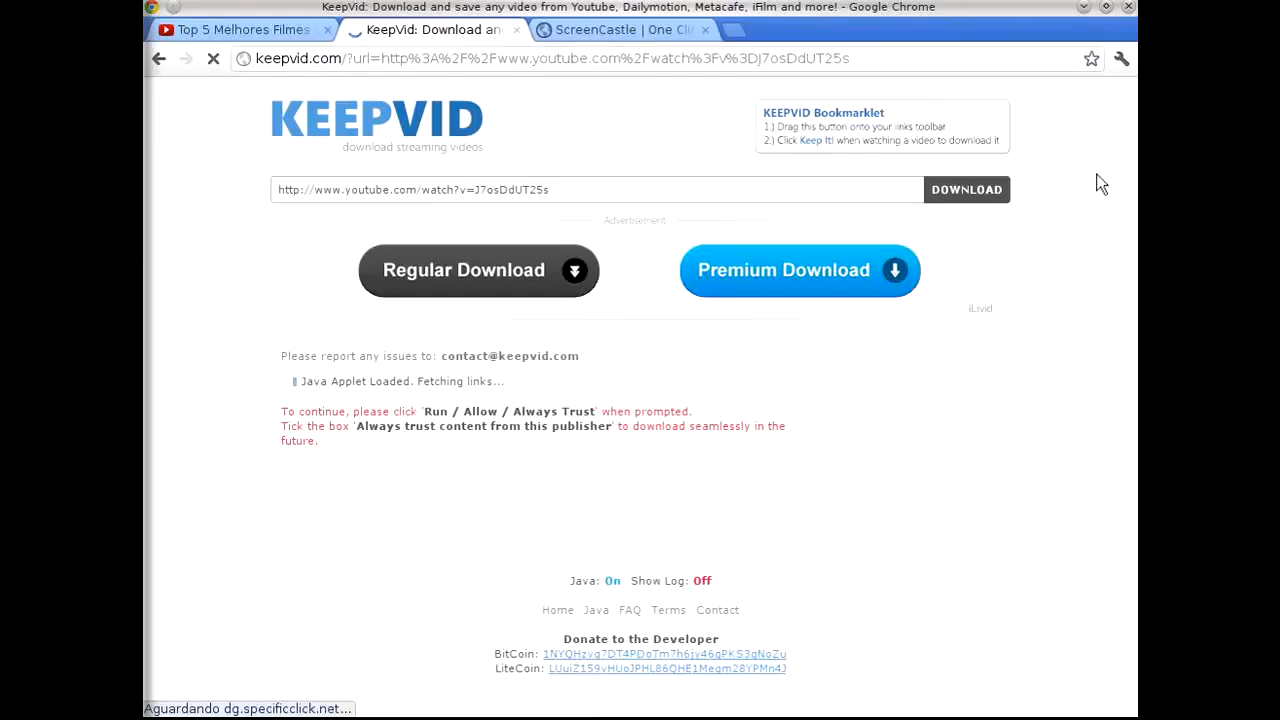 KeepVid: Download and save any video from Youtube, Dailymotion, Metacafe, iFilm and more! - Google Chrome
Top 5 Melhores Filmes
KeepVid: Download an
ScreenCastle | One Cli
keepvid.com/?url=http%3A%2F%2Fwww.youtube.com%2Fwatch%3Fv%3DJ7osDdUT25s
KEEPVID
download streaming videos
KEEPVID Bookmarklet
1.) Drag this button onto your links toolbar
2.) Click Keep It! when watching a video to download it
http://www.youtube.com/watch?v=J7osDdUT25s
DOWNLOAD
Advertisement
Regular Download
Premium Download
iLivid
Please report any issues to: contact@keepvid.com
Java Applet Loaded. Fetching links...
To continue, please click 'Run / Allow / Always Trust' when prompted.
Tick the box 'Always trust content from this publisher' to download seamlessly in the
future.
Java: On Show Log: Off
Home Java FAQ Terms Contact
Donate to the Developer
BitCoin:
LiteCoin:
Aguardando dg.specificclick.net...